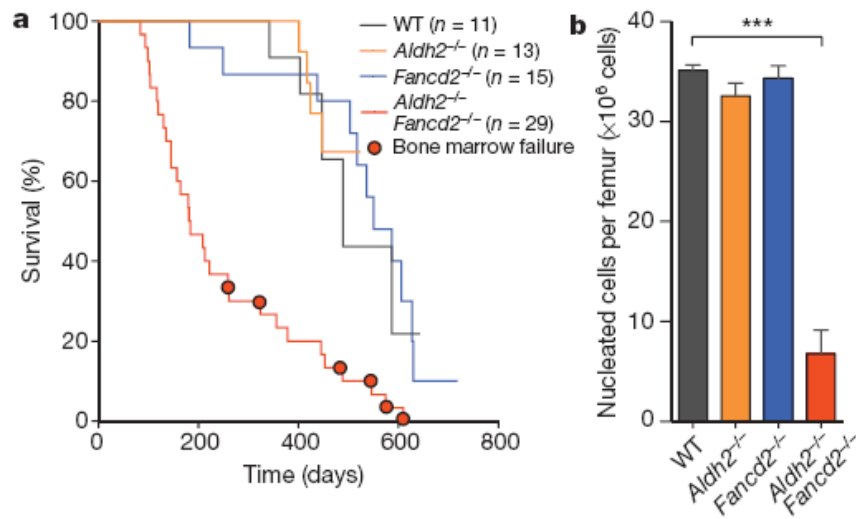 a
100
80
60
40
20
0
Survival (%)
0 200 400 600 800
Time (days)
WT (n = 11)
Aldh2–/– (n = 13)
Fancd2–/– (n = 15)
Aldh2–/–
Fancd2–/– (n = 29)
Bone marrow failure
b
***
40
30
20
10
0
Nucleated cells per femur (×10⁶ cells)
WT
Aldh2–/–
Fancd2–/–
Aldh2–/–
Fancd2–/–